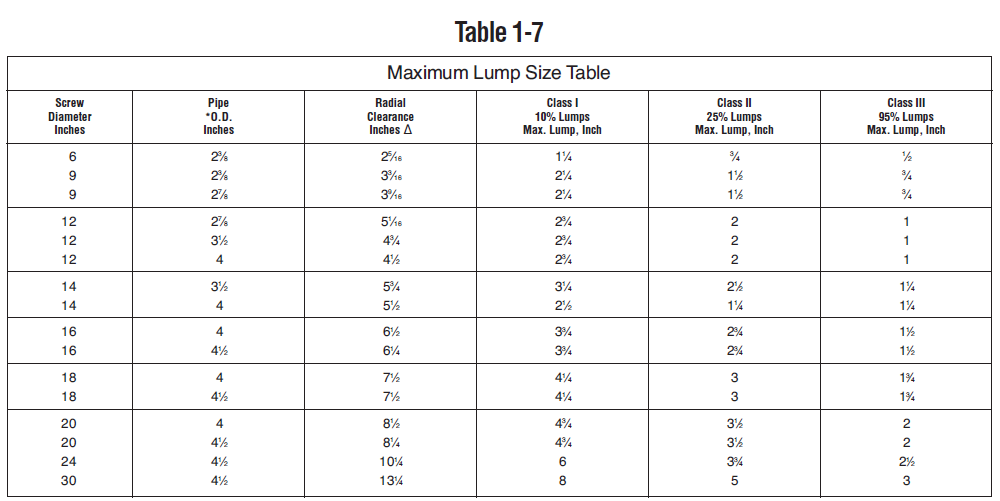 Table 1-7
Maximum Lump Size Table
Screw Diameter Inches | Pipe *O.D. Inches | Radial Clearance Inches Δ | Class I 10% Lumps Max. Lump, Inch | Class II 25% Lumps Max. Lump, Inch | Class III 95% Lumps Max. Lump, Inch
6 | 2⅜ | 2⁵⁄₁₆ | 1¼ | ¾ | ½
9 | 2⅜ | 3³⁄₁₆ | 2¼ | 1½ | ¾
9 | 2⅞ | 3⁹⁄₁₆ | 2¼ | 1½ | ¾
12 | 2⅞ | 5¹⁄₁₆ | 2¾ | 2 | 1
12 | 3½ | 4¾ | 2¾ | 2 | 1
12 | 4 | 4½ | 2¾ | 2 | 1
14 | 3½ | 5¾ | 3¼ | 2½ | 1¼
14 | 4 | 5½ | 2½ | 1¼ | 1¼
16 | 4 | 6½ | 3¾ | 2¾ | 1½
16 | 4½ | 6¼ | 3¾ | 2¾ | 1½
18 | 4 | 7½ | 4¼ | 3 | 1¾
18 | 4½ | 7½ | 4¼ | 3 | 1¾
20 | 4 | 8½ | 4¾ | 3½ | 2
20 | 4½ | 8¼ | 4¾ | 3½ | 2
24 | 4½ | 10¼ | 6 | 3¾ | 2½
30 | 4½ | 13¼ | 8 | 5 | 3